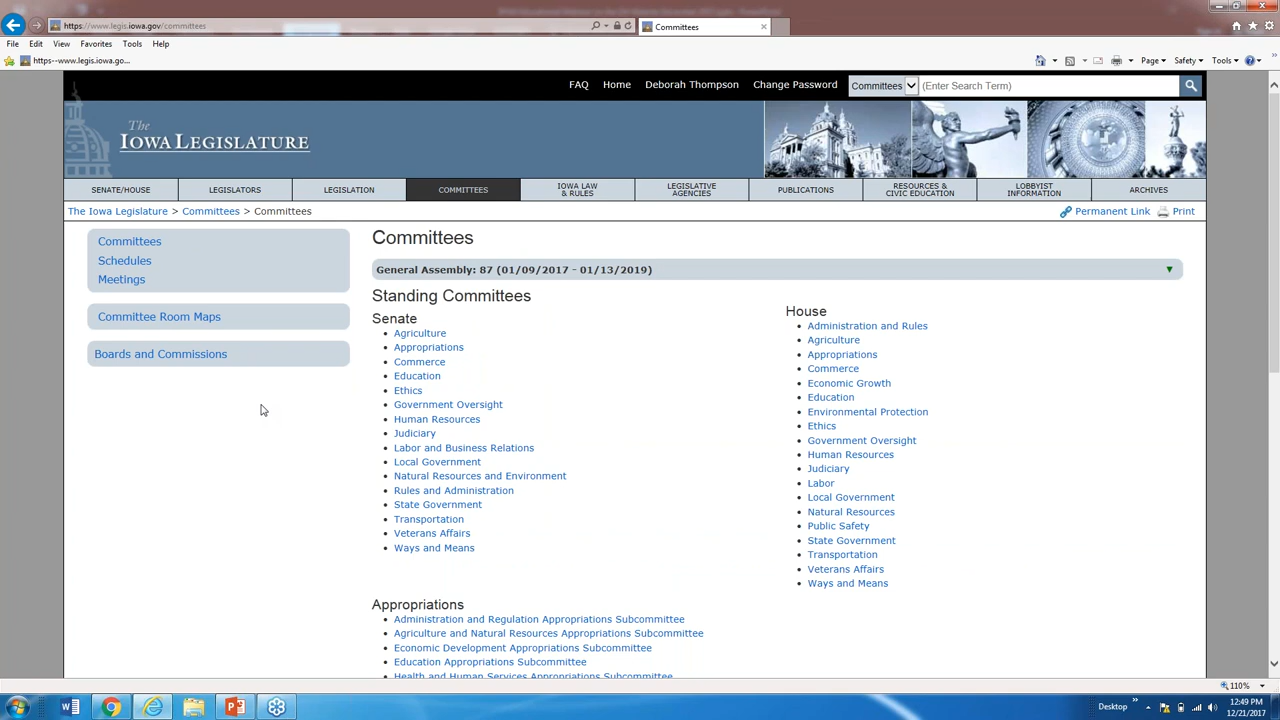 https://www.legis.iowa.gov/committees
Committees
File Edit View Favorites Tools Help
https--www.legis.iowa.go...
Page Safety Tools
FAQ Home Deborah Thompson Change Password Committees (Enter Search Term)
The
IOWA LEGISLATURE
SENATE/HOUSE LEGISLATORS LEGISLATION COMMITTEES IOWA LAW & RULES LEGISLATIVE AGENCIES PUBLICATIONS RESOURCES & CIVIC EDUCATION LOBBYIST INFORMATION ARCHIVES
The Iowa Legislature > Committees > Committees
Permanent Link Print
Committees
Schedules
Meetings
Committee Room Maps
Boards and Commissions
Committees
General Assembly: 87 (01/09/2017 - 01/13/2019)
Standing Committees
Senate
Agriculture
Appropriations
Commerce
Education
Ethics
Government Oversight
Human Resources
Judiciary
Labor and Business Relations
Local Government
Natural Resources and Environment
Rules and Administration
State Government
Transportation
Veterans Affairs
Ways and Means
House
Administration and Rules
Agriculture
Appropriations
Commerce
Economic Growth
Education
Environmental Protection
Ethics
Government Oversight
Human Resources
Judiciary
Labor
Local Government
Natural Resources
Public Safety
State Government
Transportation
Veterans Affairs
Ways and Means
Appropriations
Administration and Regulation Appropriations Subcommittee
Agriculture and Natural Resources Appropriations Subcommittee
Economic Development Appropriations Subcommittee
Education Appropriations Subcommittee
Health and Human Services Appropriations Subcommittee
110%
Desktop
12:49 PM
12/21/2017